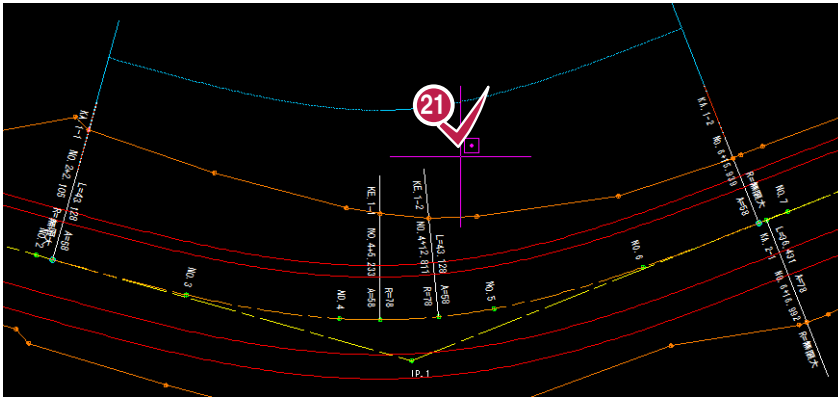 21
KA.1-1
NO.2+2.105
L=43.128
R=無限大
A=58
NO.2
NO.3
NO.4
KE.1-1
NO.4+5.233
A=58
R=78
KE.1-2
NO.4+12.811
R=78
L=43.128
A=58
NO.5
IP.1
NO.6
KA.1-2
NO.6+15.939
A=58
R=無限大
NO.7
KA.2-1
NO.6+16.992
L=36.431
A=78
R=無限大